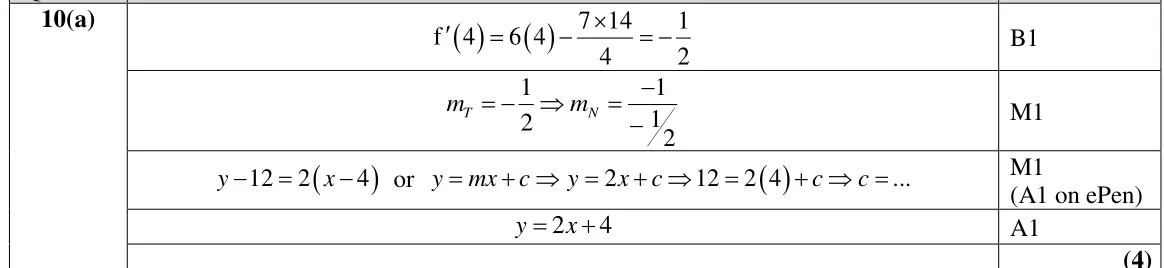 10(a)
f′(4) = 6(4) − (7×14)/4 = −1/2
B1
m_T = −1/2 ⇒ m_N = −1/(−1/2)
M1
y − 12 = 2(x − 4) or y = mx + c ⇒ y = 2x + c ⇒ 12 = 2(4) + c ⇒ c = ...
M1
(A1 on ePen)
y = 2x + 4
A1
(4)